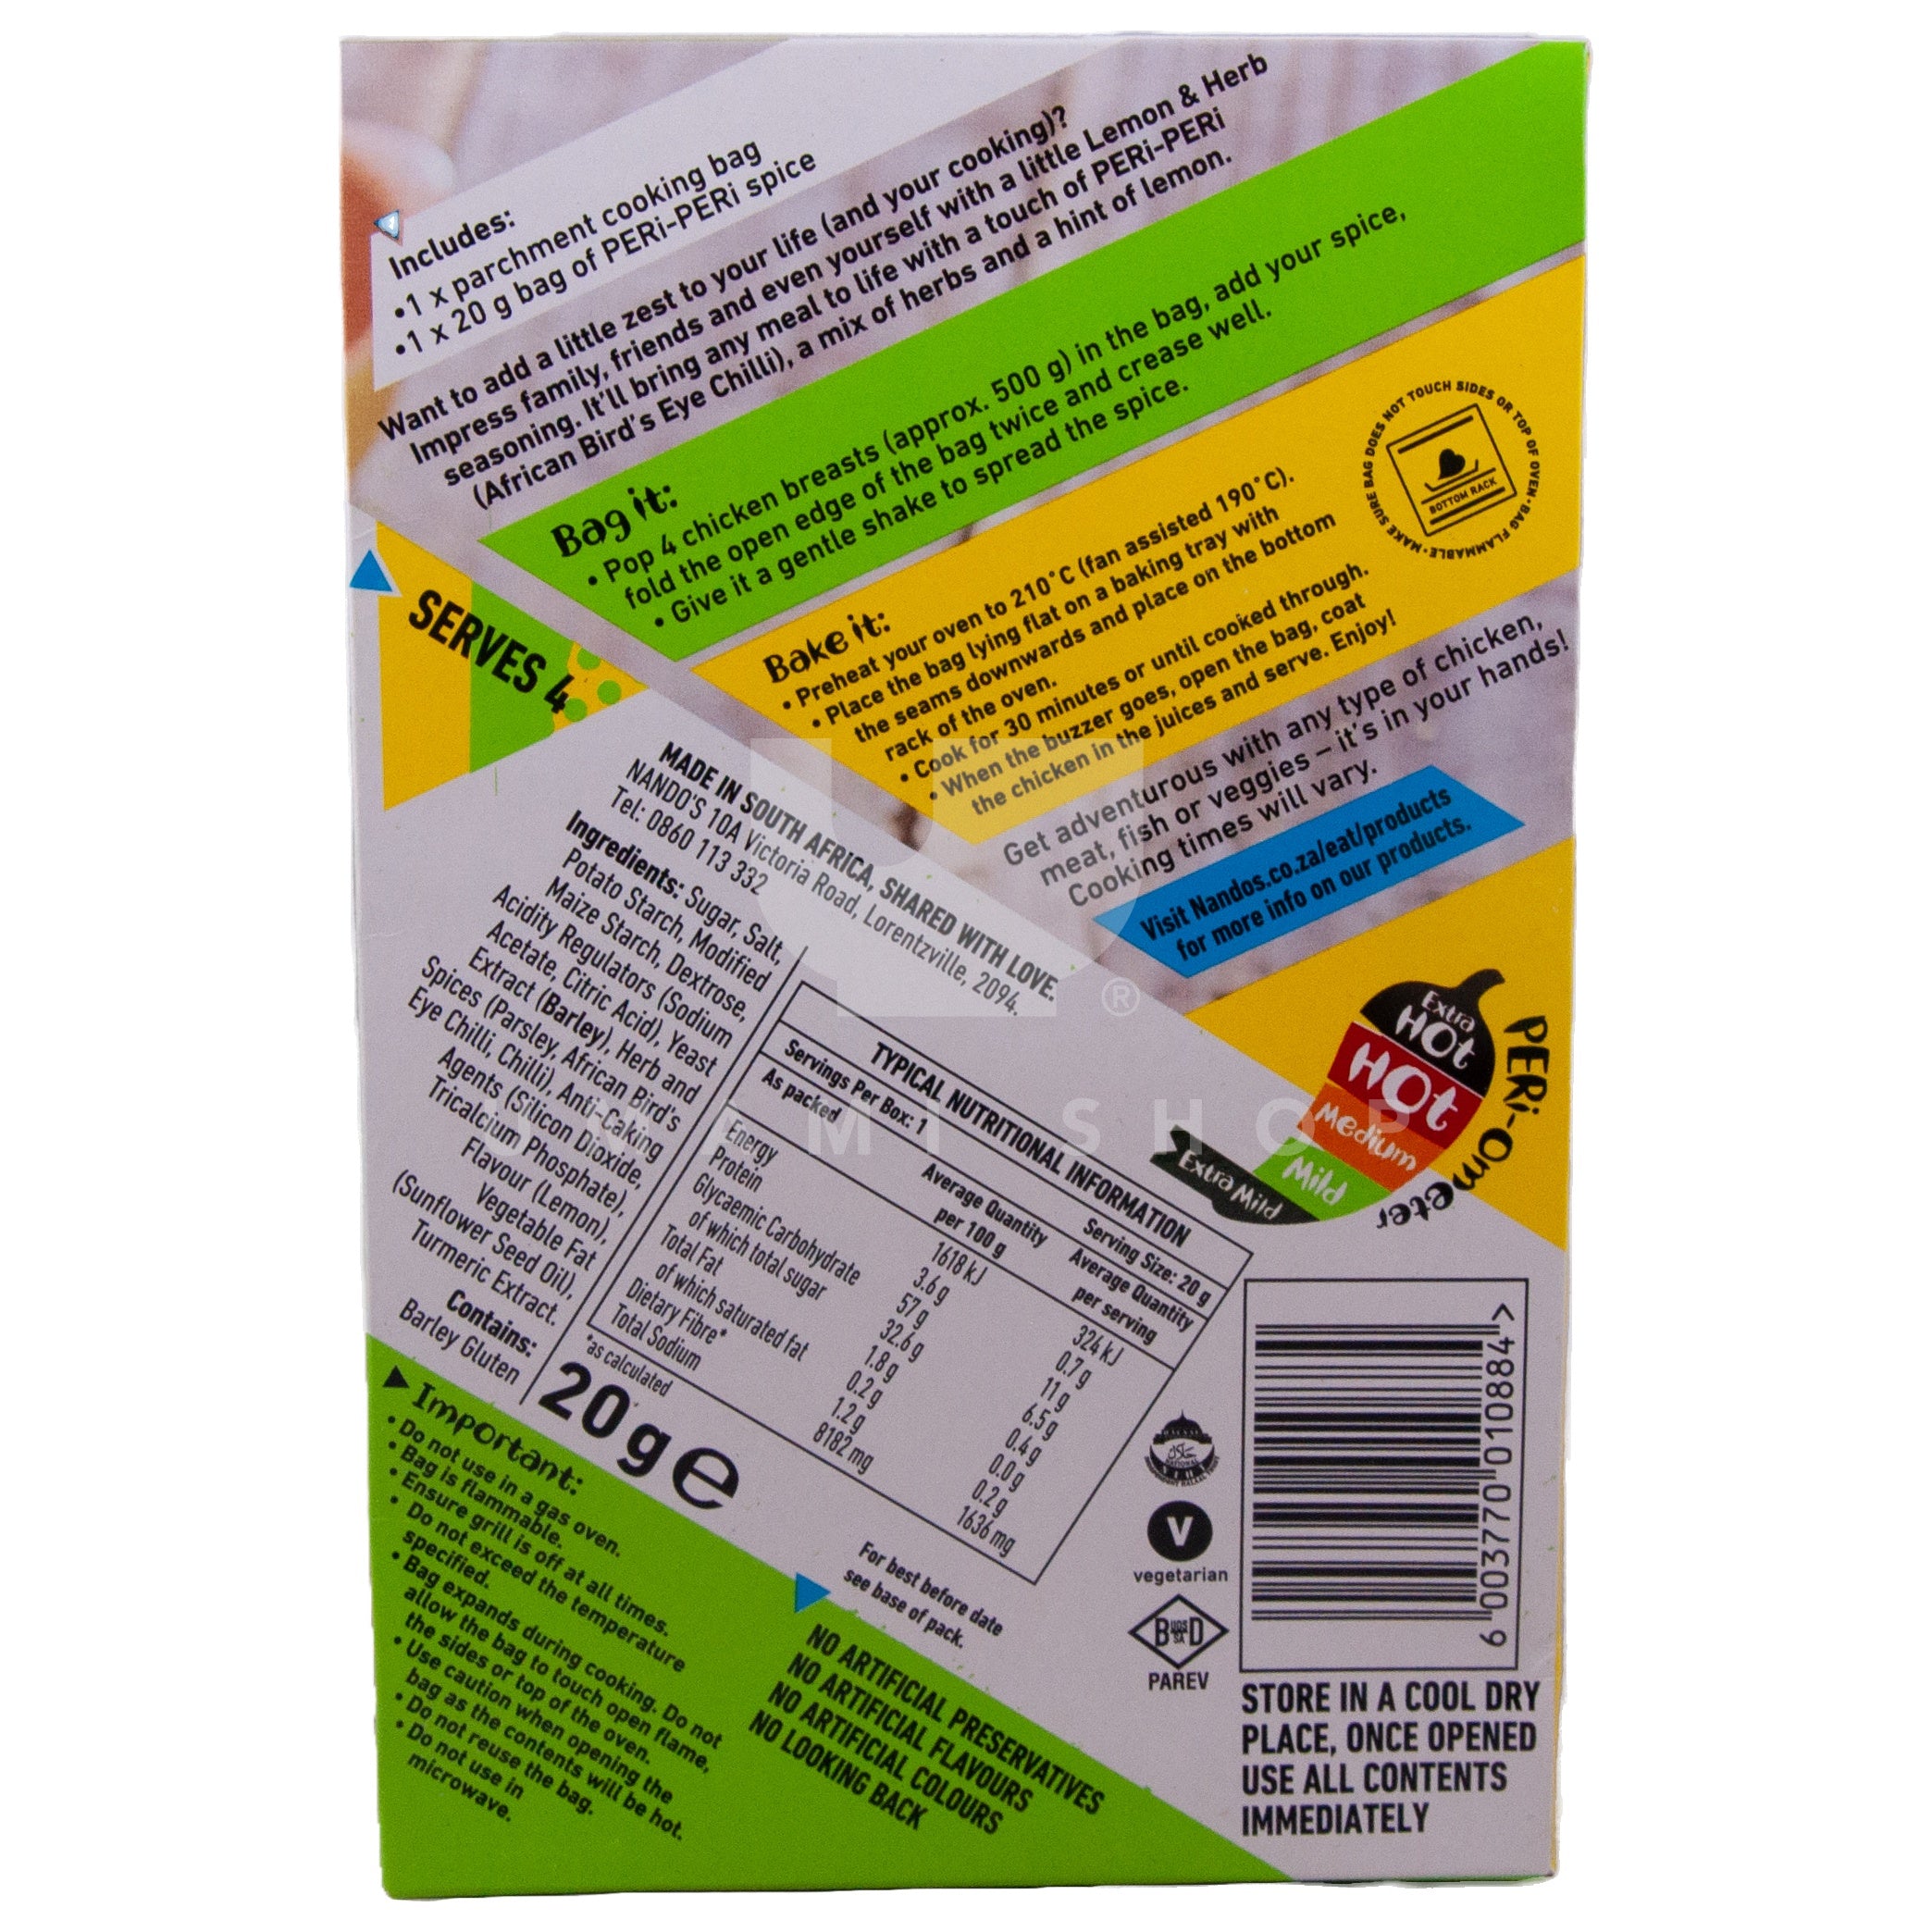 Includes:
•1 x parchment cooking bag
•1 x 20 g bag of PERi-PERi spice
Want to add a little zest to your life (and your cooking)?
Impress family, friends and even yourself with a little Lemon & Herb
seasoning. It'll bring any meal to life with a touch of PERi-PERi
(African Bird's Eye Chilli), a mix of herbs and a hint of lemon.
Bag it:
• Pop 4 chicken breasts (approx. 500 g) in the bag, add your spice,
fold the open edge of the bag twice and crease well.
• Give it a gentle shake to spread the spice.
Bake it:
• Preheat your oven to 210°C (fan assisted 190°C).
• Place the bag lying flat on a baking tray with
the seams downwards and place on the bottom
rack of the oven.
• Cook for 30 minutes or until cooked through.
• When the buzzer goes, open the bag, coat
the chicken in the juices and serve. Enjoy!
MAKE SURE BAG DOES NOT TOUCH SIDES OR TOP OF OVEN • BAG FLAMMABLE •
BOTTOM RACK
Get adventurous with any type of chicken,
meat, fish or veggies – it's in your hands!
Cooking times will vary.
Visit Nandos.co.za/eat/products
for more info on our products.
SERVES 4
MADE IN SOUTH AFRICA, SHARED WITH LOVE.
NANDO'S 10A Victoria Road, Lorentzville, 2094.
Tel: 0860 113 332
Ingredients: Sugar, Salt,
Potato Starch, Modified
Maize Starch, Dextrose,
Acidity Regulators (Sodium
Acetate, Citric Acid), Yeast
Extract (Barley), Herb and
Spices (Parsley, African Bird's
Eye Chilli, Chilli), Anti-Caking
Agents (Silicon Dioxide,
Tricalcium Phosphate),
Flavour (Lemon),
Vegetable Fat
(Sunflower Seed Oil),
Turmeric Extract.
Contains:
Barley Gluten
TYPICAL NUTRITIONAL INFORMATION
Servings Per Box: 1 Serving Size: 20 g
As packed Average Quantity per 100 g Average Quantity per serving
Energy 1618 kJ 324 kJ
Protein 3.6 g 0.7 g
Glycaemic Carbohydrate 57 g 11 g
of which total sugar 32.6 g 6.5 g
Total Fat 1.8 g 0.4 g
of which saturated fat 0.2 g 0.0 g
Dietary Fibre* 1.2 g 0.2 g
Total Sodium 8182 mg 1636 mg
*as calculated
20 g e
PERi-Ometer
Extra HOt
HOt
Medium
Mild
Extra Mild
Important:
• Do not use in a gas oven.
• Bag is flammable.
• Ensure grill is off at all times.
• Do not exceed the temperature
specified.
• Bag expands during cooking. Do not
allow the bag to touch open flame,
the sides or top of the oven.
• Use caution when opening the
bag as the contents will be hot.
• Do not reuse the bag.
• Do not use in
microwave.
For best before date
see base of pack.
NO ARTIFICIAL PRESERVATIVES
NO ARTIFICIAL FLAVOURS
NO ARTIFICIAL COLOURS
NO LOOKING BACK
V
vegetarian
PAREV
6 003770 010884 >
STORE IN A COOL DRY
PLACE, ONCE OPENED
USE ALL CONTENTS
IMMEDIATELY
®